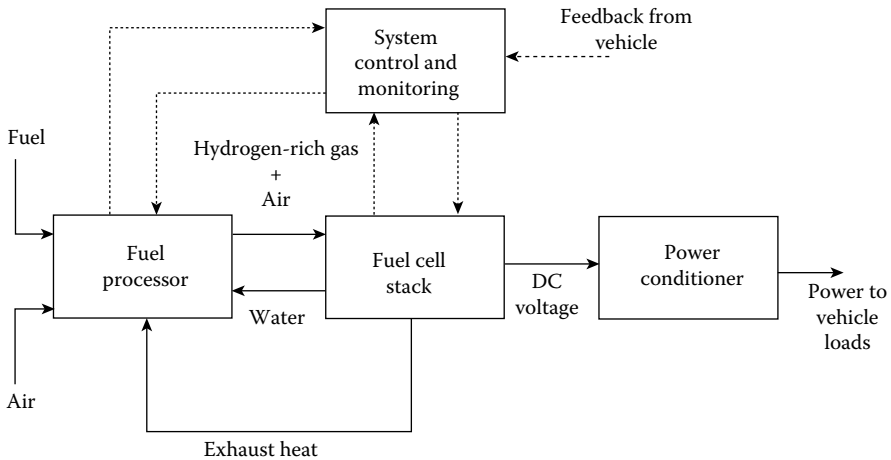 System
control and
monitoring
Feedback from
vehicle
Fuel
Hydrogen-rich gas
+
Air
Fuel
processor
Fuel cell
stack
Power
conditioner
DC
voltage
Water
Power to
vehicle
loads
Air
Exhaust heat